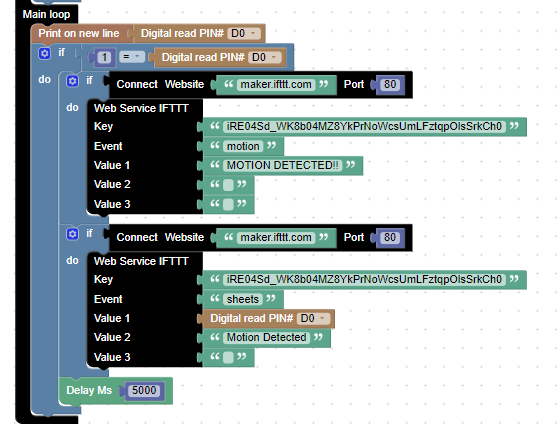 Main loop
Print on new line Digital read PIN# D0
if 1 = Digital read PIN# D0
do if Connect Website “ maker.ifttt.com ” Port 80
do Web Service IFTTT
Key “ iRE04Sd_WK8b04MZ8YkPrNoWcsUmLFztqpOlsSrkCh0 ”
Event “ motion ”
Value 1 “ MOTION DETECTED!! ”
Value 2 “ ”
Value 3 “ ”
if Connect Website “ maker.ifttt.com ” Port 80
do Web Service IFTTT
Key “ iRE04Sd_WK8b04MZ8YkPrNoWcsUmLFztqpOlsSrkCh0 ”
Event “ sheets ”
Value 1 Digital read PIN# D0
Value 2 “ Motion Detected ”
Value 3 “ ”
Delay Ms 5000